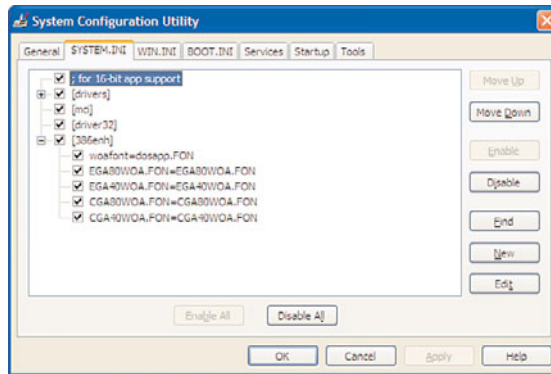 System Configuration Utility
General SYSTEM.INI WIN.INI BOOT.INI Services Startup Tools
; for 16-bit app support
[drivers]
[mci]
[driver32]
[386enh]
woafont=dosapp.FON
EGA80WOA.FON=EGA80WOA.FON
EGA40WOA.FON=EGA40WOA.FON
CGA80WOA.FON=CGA80WOA.FON
CGA40WOA.FON=CGA40WOA.FON
Move Up
Move Down
Enable
Disable
Find
New
Edit
Enable All Disable All
OK Cancel Apply Help